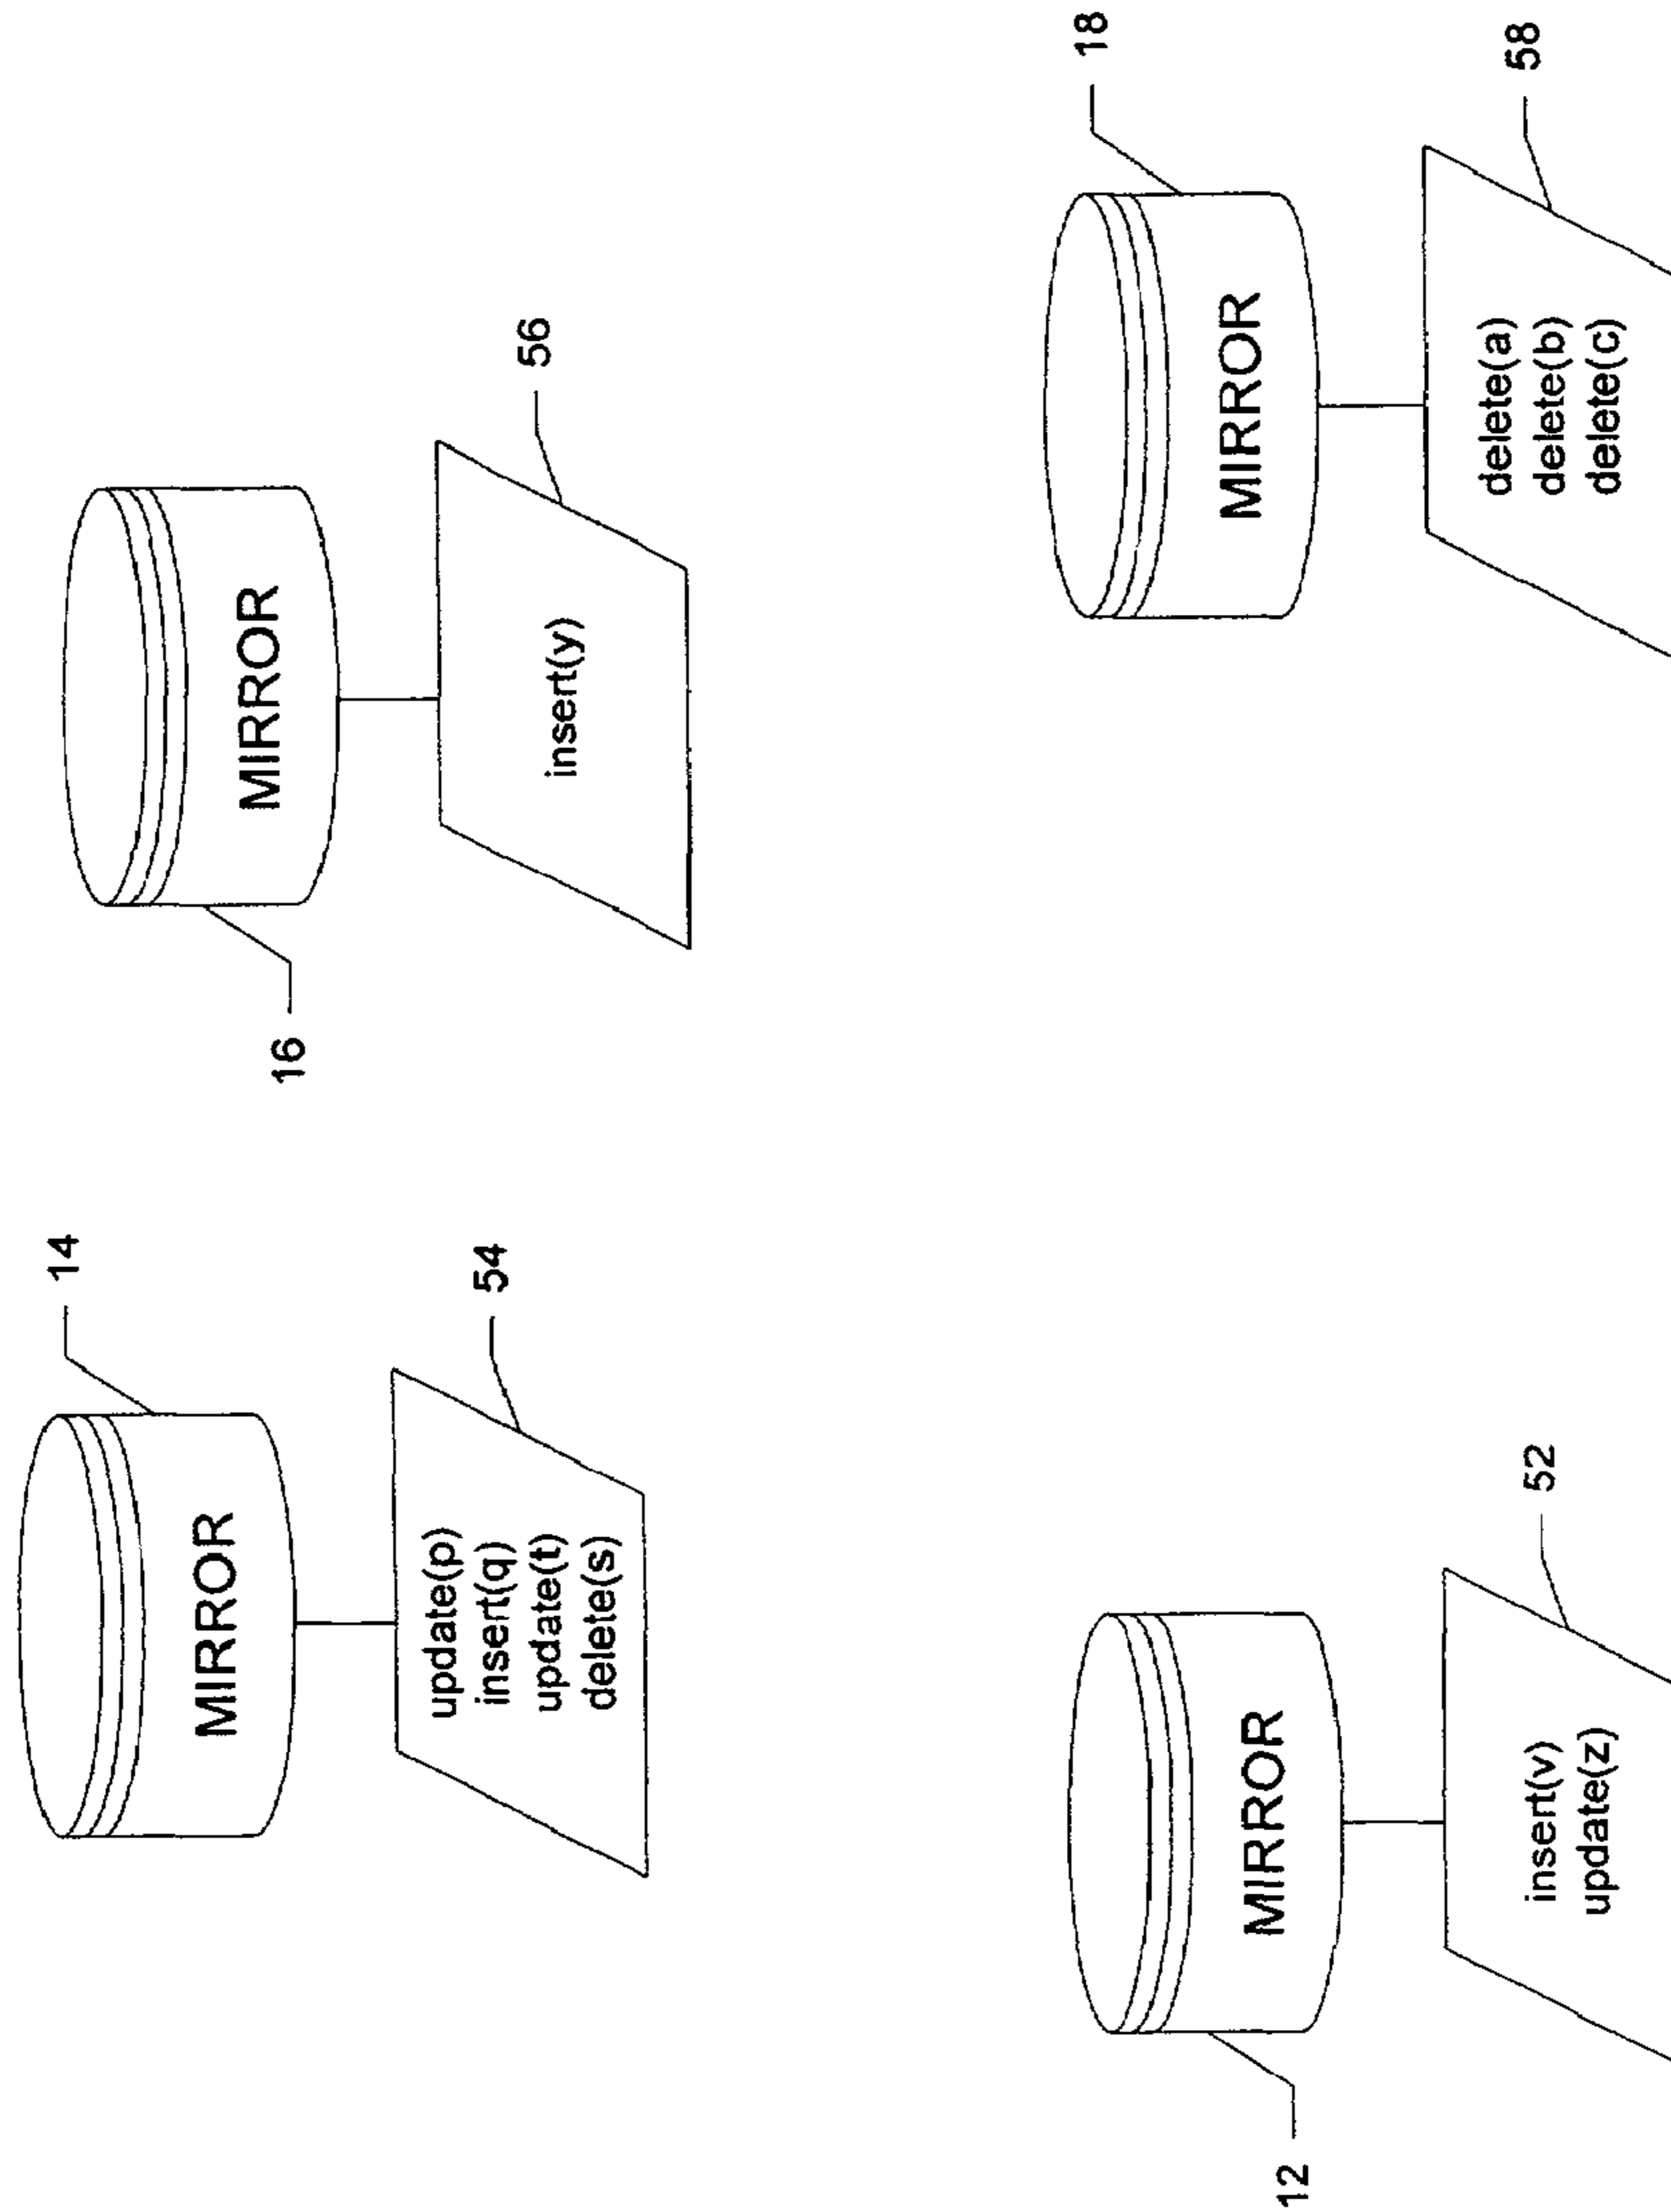 14
MIRROR
54
update(p)
insert(q)
update(t)
delete(s)
16
MIRROR
56
insert(y)
12
MIRROR
52
insert(v)
update(z)
18
MIRROR
58
delete(a)
delete(b)
delete(c)